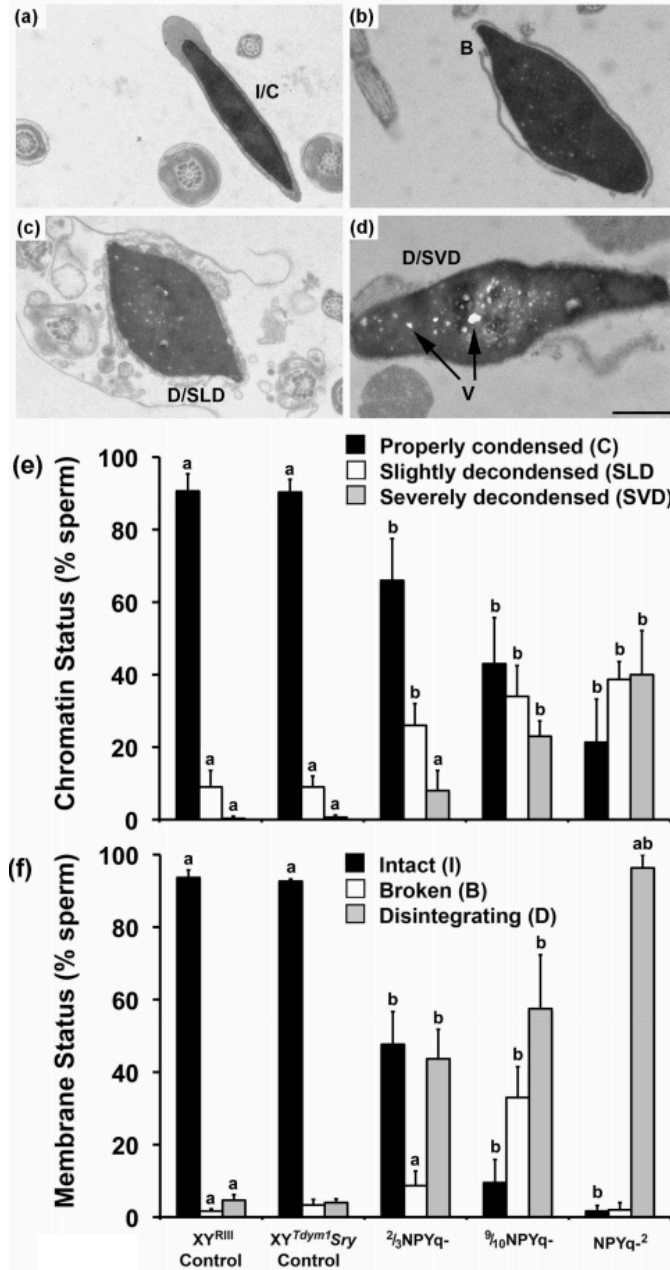 (a)
I/C
(b)
B
(c)
D/SLD
(d)
D/SVD
V
(e)
Properly condensed (C)
Slightly decondensed (SLD
Severely decondensed (SVD)
Chromatin Status (% sperm)
100
80
60
40
20
0
a
a
a
a
a
a
b
b
a
b
b
b
b
b
b
(f)
Intact (I)
Broken (B)
Disintegrating (D)
Membrane Status (% sperm)
100
80
60
40
20
0
a
a
a
a
b
a
b
b
b
b
b
ab
XY^RIII Control
XY^Tdym1 Sry Control
2/3NPYq-
9/10NPYq-
NPYq-2